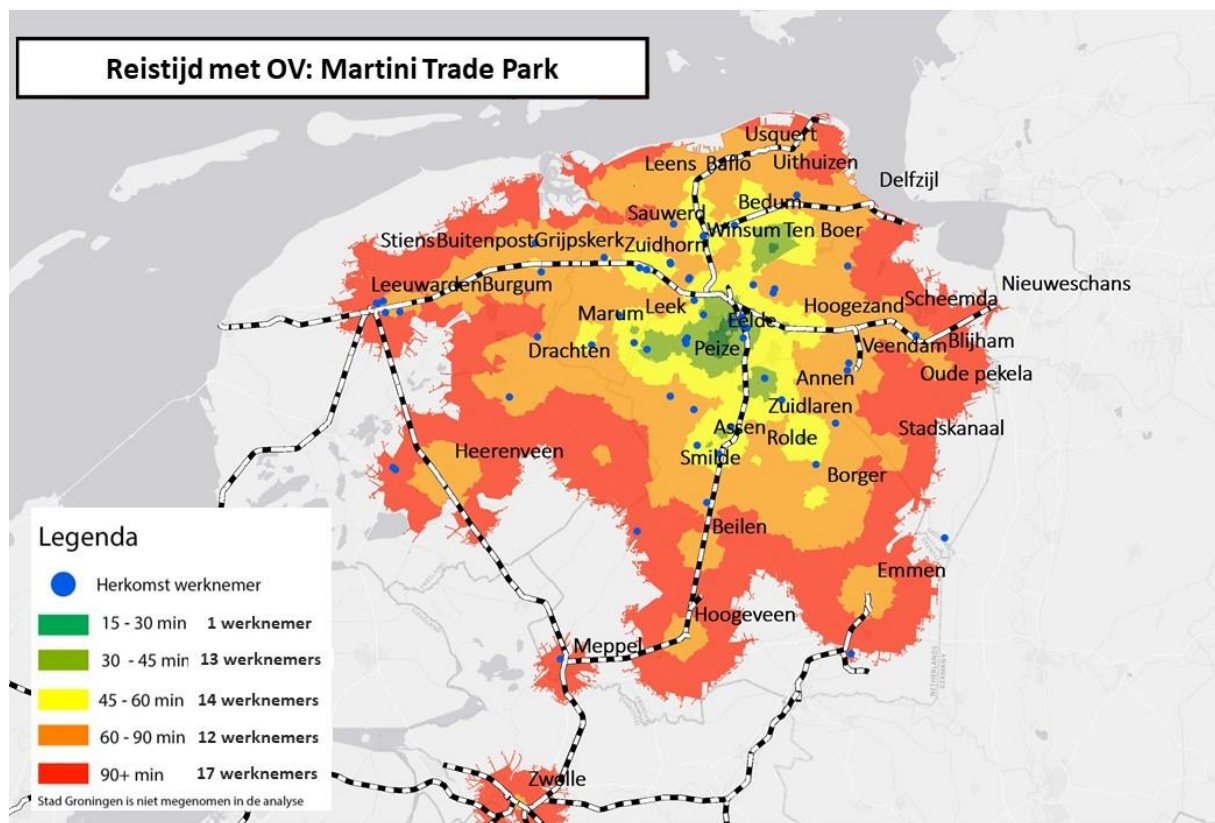 Reistijd met OV: Martini Trade Park
Usquert
Leens Baflo Uithuizen
Delfzijl
Bedum
Sauwerd
Winsum Ten Boer
Stiens Buitenpost Grijpskerk Zuidhorn
Nieuweschans
Leeuwarden Burgum
Hoogezand Scheemda
Marum Leek
Eelde
Veendam Blijham
Drachten Peize
Annen Oude pekela
Zuidlaren
Assen Stadskanaal
Rolde
Heerenveen Smilde
Borger
Beilen
Emmen
Hoogeveen
Meppel
NETHERLANDS
GERMANY
Zwolle
Legenda
Herkomst werknemer
15 - 30 min 1 werknemer
30 - 45 min 13 werknemers
45 - 60 min 14 werknemers
60 - 90 min 12 werknemers
90+ min 17 werknemers
Stad Groningen is niet megenomen in de analyse